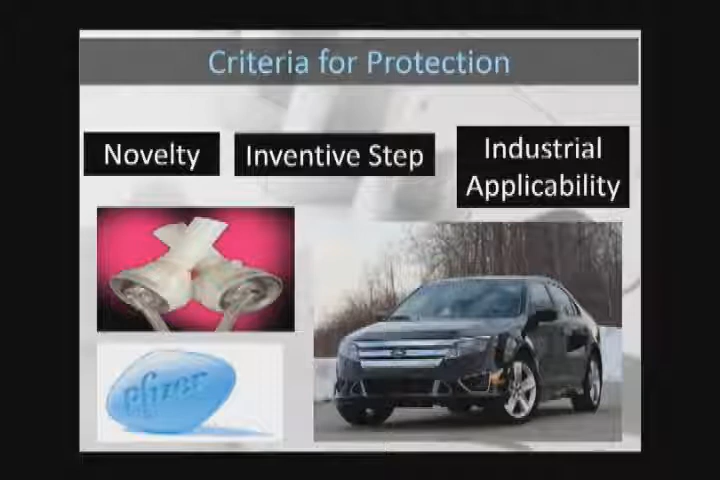 Criteria for Protection
Novelty
Inventive Step
Industrial
Applicability
pfizer